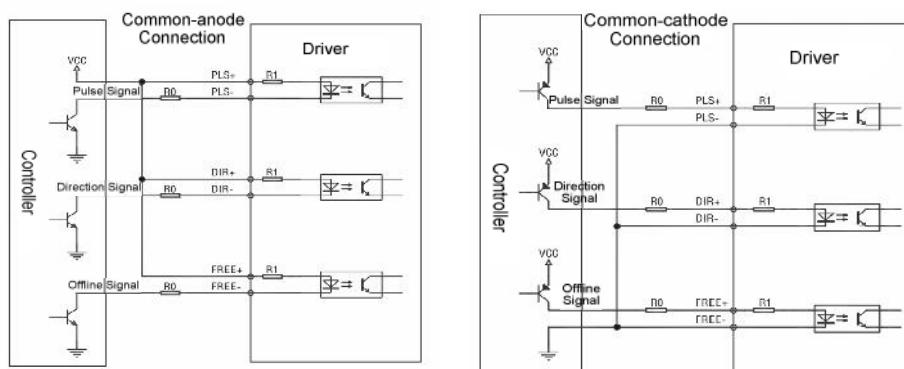 Common-anode
Connection
Driver
VCC
PLS+
R1
Pulse Signal
R0
PLS-
Controller
DIR+
R1
Direction Signal
R0
DIR-
FREE+
R1
Offline Signal
R0
FREE-
Common-cathode
Connection
Driver
VCC
Pulse Signal
R0
PLS+
R1
PLS-
Controller
VCC
Direction
Signal
R0
DIR+
R1
DIR-
VCC
Offline
Signal
R0
FREE+
R1
FREE-